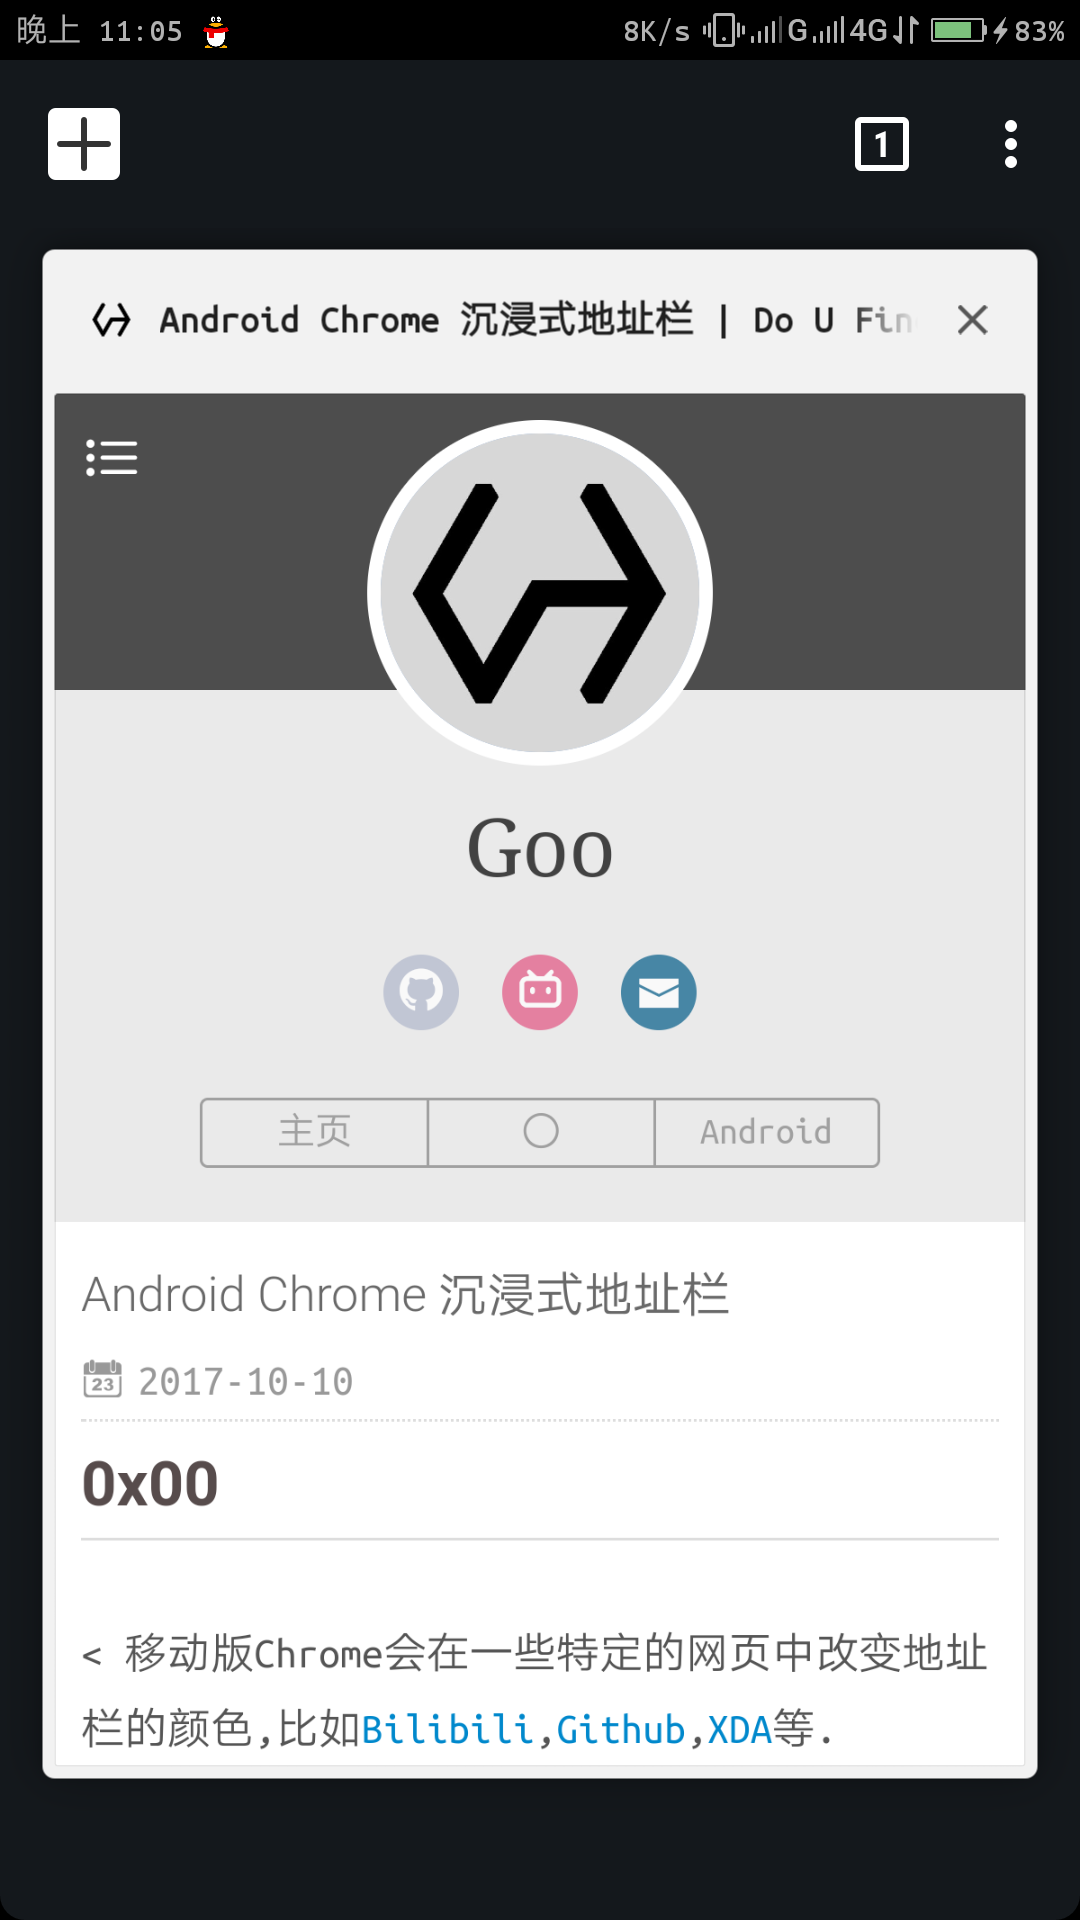 晚上 11:05 8K/s G 4G 83%
1
Android Chrome 沉浸式地址栏 | Do U Fin
Goo
主页 Android
Android Chrome 沉浸式地址栏
23 2017-10-10
0x00
< 移动版Chrome会在一些特定的网页中改变地址
栏的颜色,比如Bilibili,Github,XDA等.